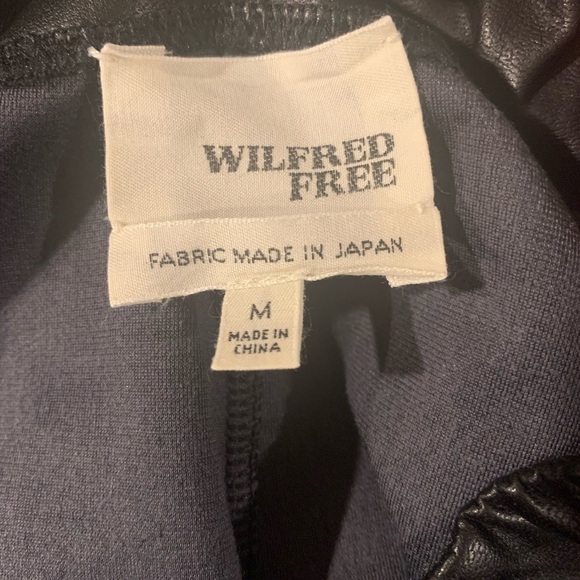 WILFRED
FREE
FABRIC MADE IN JAPAN
M
MADE IN
CHINA